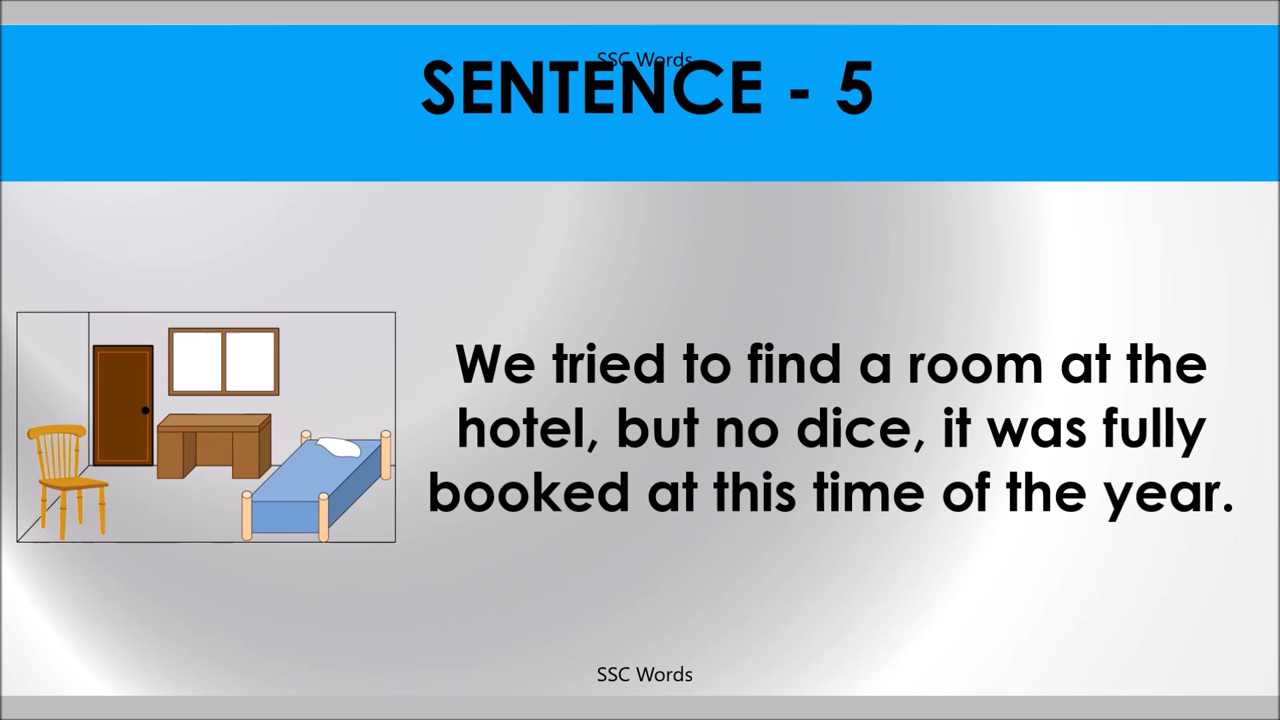 SSC Words
SENTENCE - 5
We tried to find a room at the
hotel, but no dice, it was fully
booked at this time of the year.
SSC Words